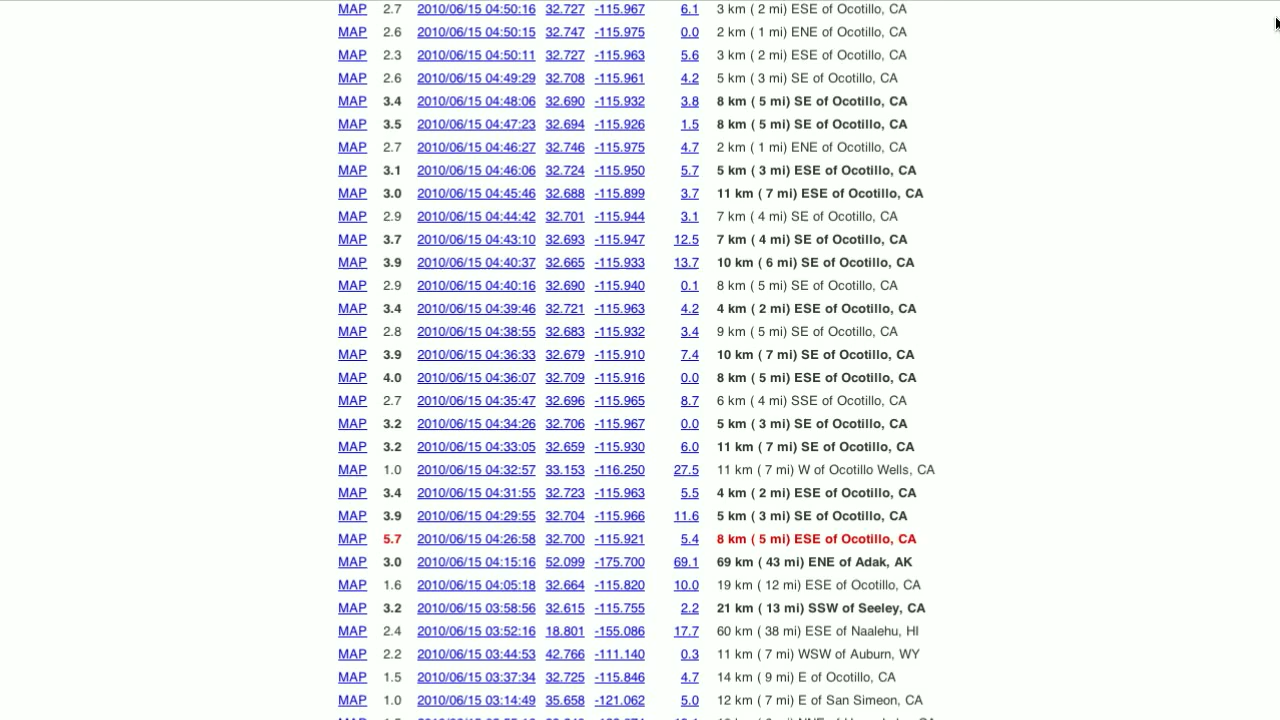 MAP 2.7 2010/06/15 04:50:16 32.727 -115.967 6.1 3 km ( 2 mi) ESE of Ocotillo, CA
MAP 2.6 2010/06/15 04:50:15 32.747 -115.975 0.0 2 km ( 1 mi) ENE of Ocotillo, CA
MAP 2.3 2010/06/15 04:50:11 32.727 -115.963 5.6 3 km ( 2 mi) ESE of Ocotillo, CA
MAP 2.6 2010/06/15 04:49:29 32.708 -115.961 4.2 5 km ( 3 mi) SE of Ocotillo, CA
MAP 3.4 2010/06/15 04:48:06 32.690 -115.932 3.8 8 km ( 5 mi) SE of Ocotillo, CA
MAP 3.5 2010/06/15 04:47:23 32.694 -115.926 1.5 8 km ( 5 mi) SE of Ocotillo, CA
MAP 2.7 2010/06/15 04:46:27 32.746 -115.975 4.7 2 km ( 1 mi) ENE of Ocotillo, CA
MAP 3.1 2010/06/15 04:46:06 32.724 -115.950 5.7 5 km ( 3 mi) ESE of Ocotillo, CA
MAP 3.0 2010/06/15 04:45:46 32.688 -115.899 3.7 11 km ( 7 mi) ESE of Ocotillo, CA
MAP 2.9 2010/06/15 04:44:42 32.701 -115.944 3.1 7 km ( 4 mi) SE of Ocotillo, CA
MAP 3.7 2010/06/15 04:43:10 32.693 -115.947 12.5 7 km ( 4 mi) SE of Ocotillo, CA
MAP 3.9 2010/06/15 04:40:37 32.665 -115.933 13.7 10 km ( 6 mi) SE of Ocotillo, CA
MAP 2.9 2010/06/15 04:40:16 32.690 -115.940 0.1 8 km ( 5 mi) SE of Ocotillo, CA
MAP 3.4 2010/06/15 04:39:46 32.721 -115.963 4.2 4 km ( 2 mi) ESE of Ocotillo, CA
MAP 2.8 2010/06/15 04:38:55 32.683 -115.932 3.4 9 km ( 5 mi) SE of Ocotillo, CA
MAP 3.9 2010/06/15 04:36:33 32.679 -115.910 7.4 10 km ( 7 mi) SE of Ocotillo, CA
MAP 4.0 2010/06/15 04:36:07 32.709 -115.916 0.0 8 km ( 5 mi) ESE of Ocotillo, CA
MAP 2.7 2010/06/15 04:35:47 32.696 -115.965 8.7 6 km ( 4 mi) SSE of Ocotillo, CA
MAP 3.2 2010/06/15 04:34:26 32.706 -115.967 0.0 5 km ( 3 mi) SE of Ocotillo, CA
MAP 3.2 2010/06/15 04:33:05 32.659 -115.930 6.0 11 km ( 7 mi) SE of Ocotillo, CA
MAP 1.0 2010/06/15 04:32:57 33.153 -116.250 27.5 11 km ( 7 mi) W of Ocotillo Wells, CA
MAP 3.4 2010/06/15 04:31:55 32.723 -115.963 5.5 4 km ( 2 mi) ESE of Ocotillo, CA
MAP 3.9 2010/06/15 04:29:55 32.704 -115.966 11.6 5 km ( 3 mi) SE of Ocotillo, CA
MAP 5.7 2010/06/15 04:26:58 32.700 -115.921 5.4 8 km ( 5 mi) ESE of Ocotillo, CA
MAP 3.0 2010/06/15 04:15:16 52.099 -175.700 69.1 69 km ( 43 mi) ENE of Adak, AK
MAP 1.6 2010/06/15 04:05:18 32.664 -115.820 10.0 19 km ( 12 mi) ESE of Ocotillo, CA
MAP 3.2 2010/06/15 03:58:56 32.615 -115.755 2.2 21 km ( 13 mi) SSW of Seeley, CA
MAP 2.4 2010/06/15 03:52:16 18.801 -155.086 17.7 60 km ( 38 mi) ESE of Naalehu, HI
MAP 2.2 2010/06/15 03:44:53 42.766 -111.140 0.3 11 km ( 7 mi) WSW of Auburn, WY
MAP 1.5 2010/06/15 03:37:34 32.725 -115.846 4.7 14 km ( 9 mi) E of Ocotillo, CA
MAP 1.0 2010/06/15 03:14:49 35.658 -121.062 5.0 12 km ( 7 mi) E of San Simeon, CA